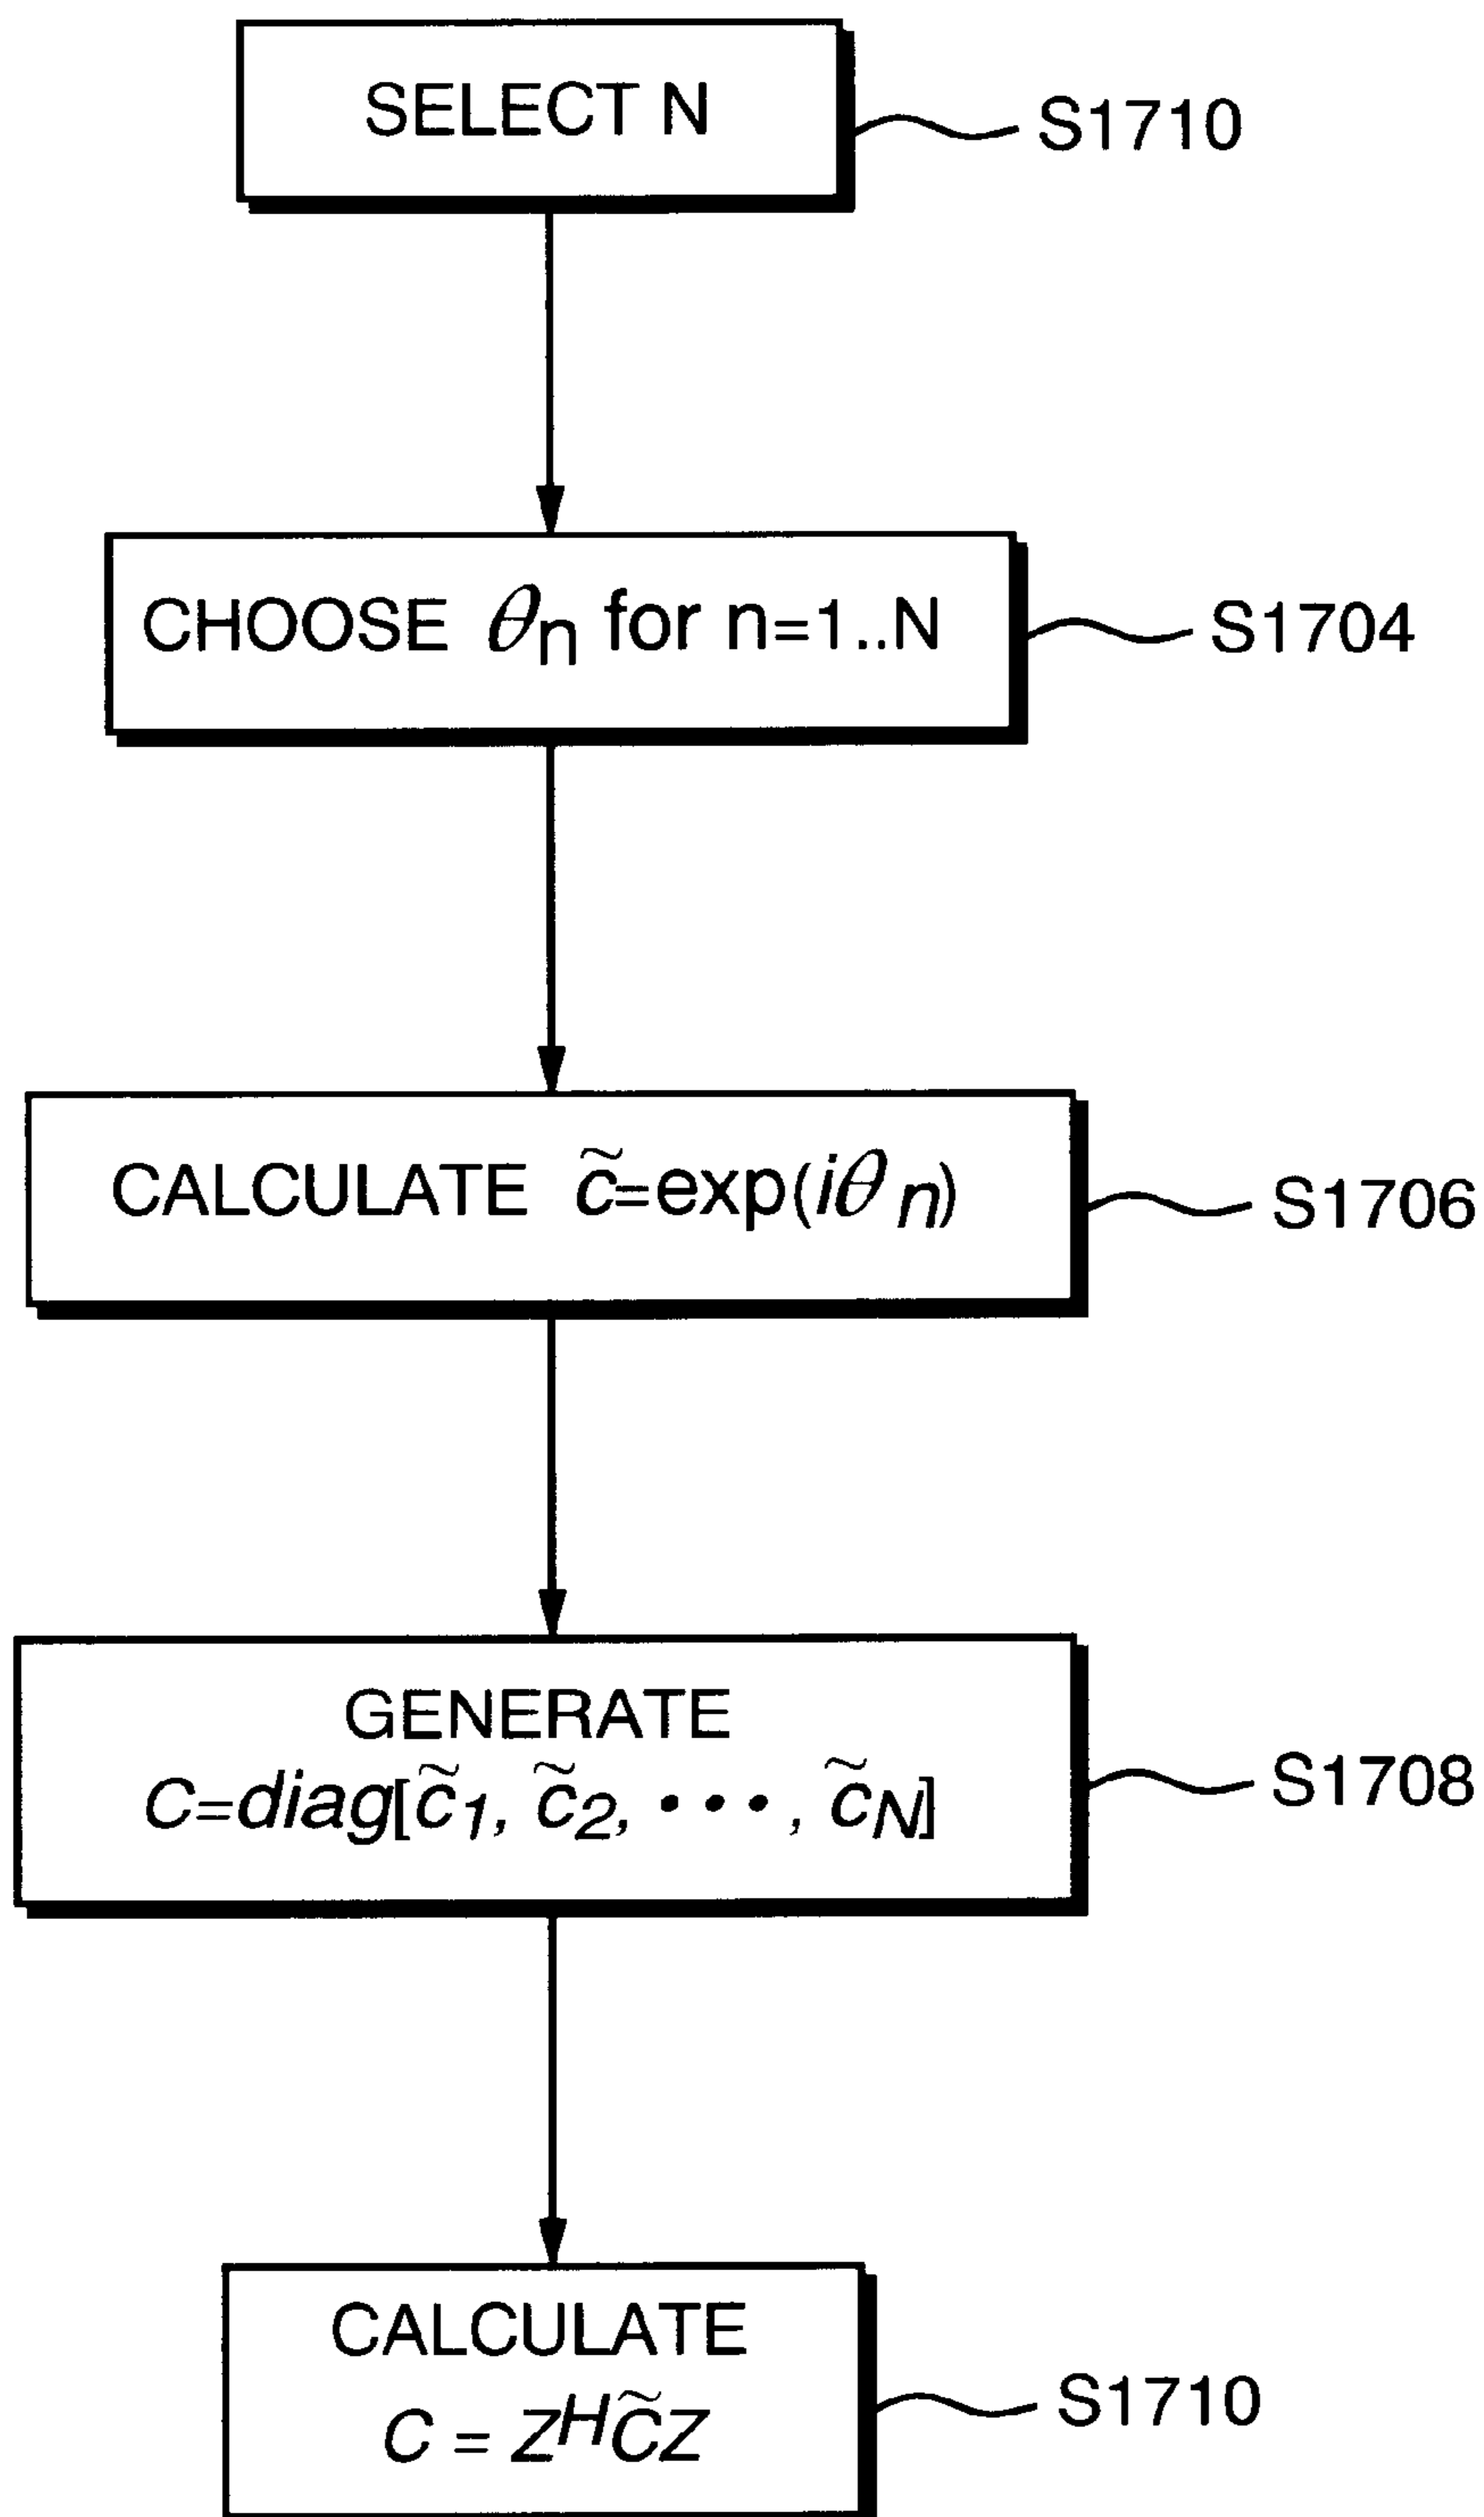 SELECT N
S1710
CHOOSE θn for n=1..N
S1704
CALCULATE c̃=exp(iθn)
S1706
GENERATE
C=diag[c̃1, c̃2, •••, c̃N]
S1708
CALCULATE
C = zHc̃z
S1710